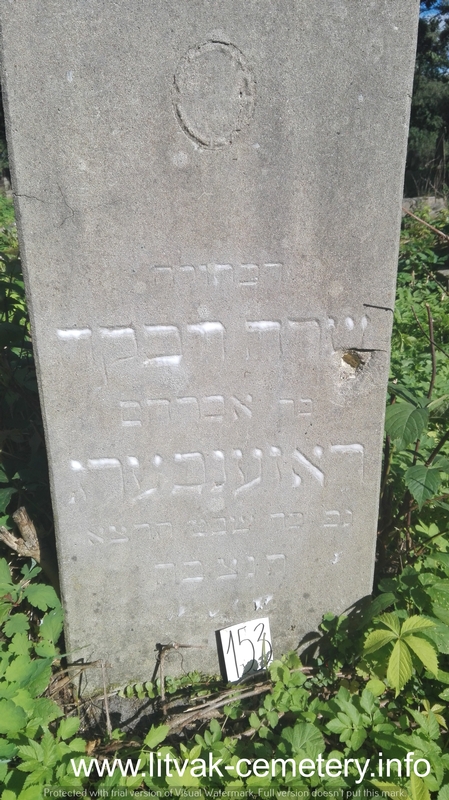 הבתולה
שרה רבקה
בת אברהם
ראזענבערג
נפ כד שבט תרצא
תנצבה
153
www.litvak-cemetery.info
Protected with trial version of Visual Watermark. Full version doesn't put this mark.